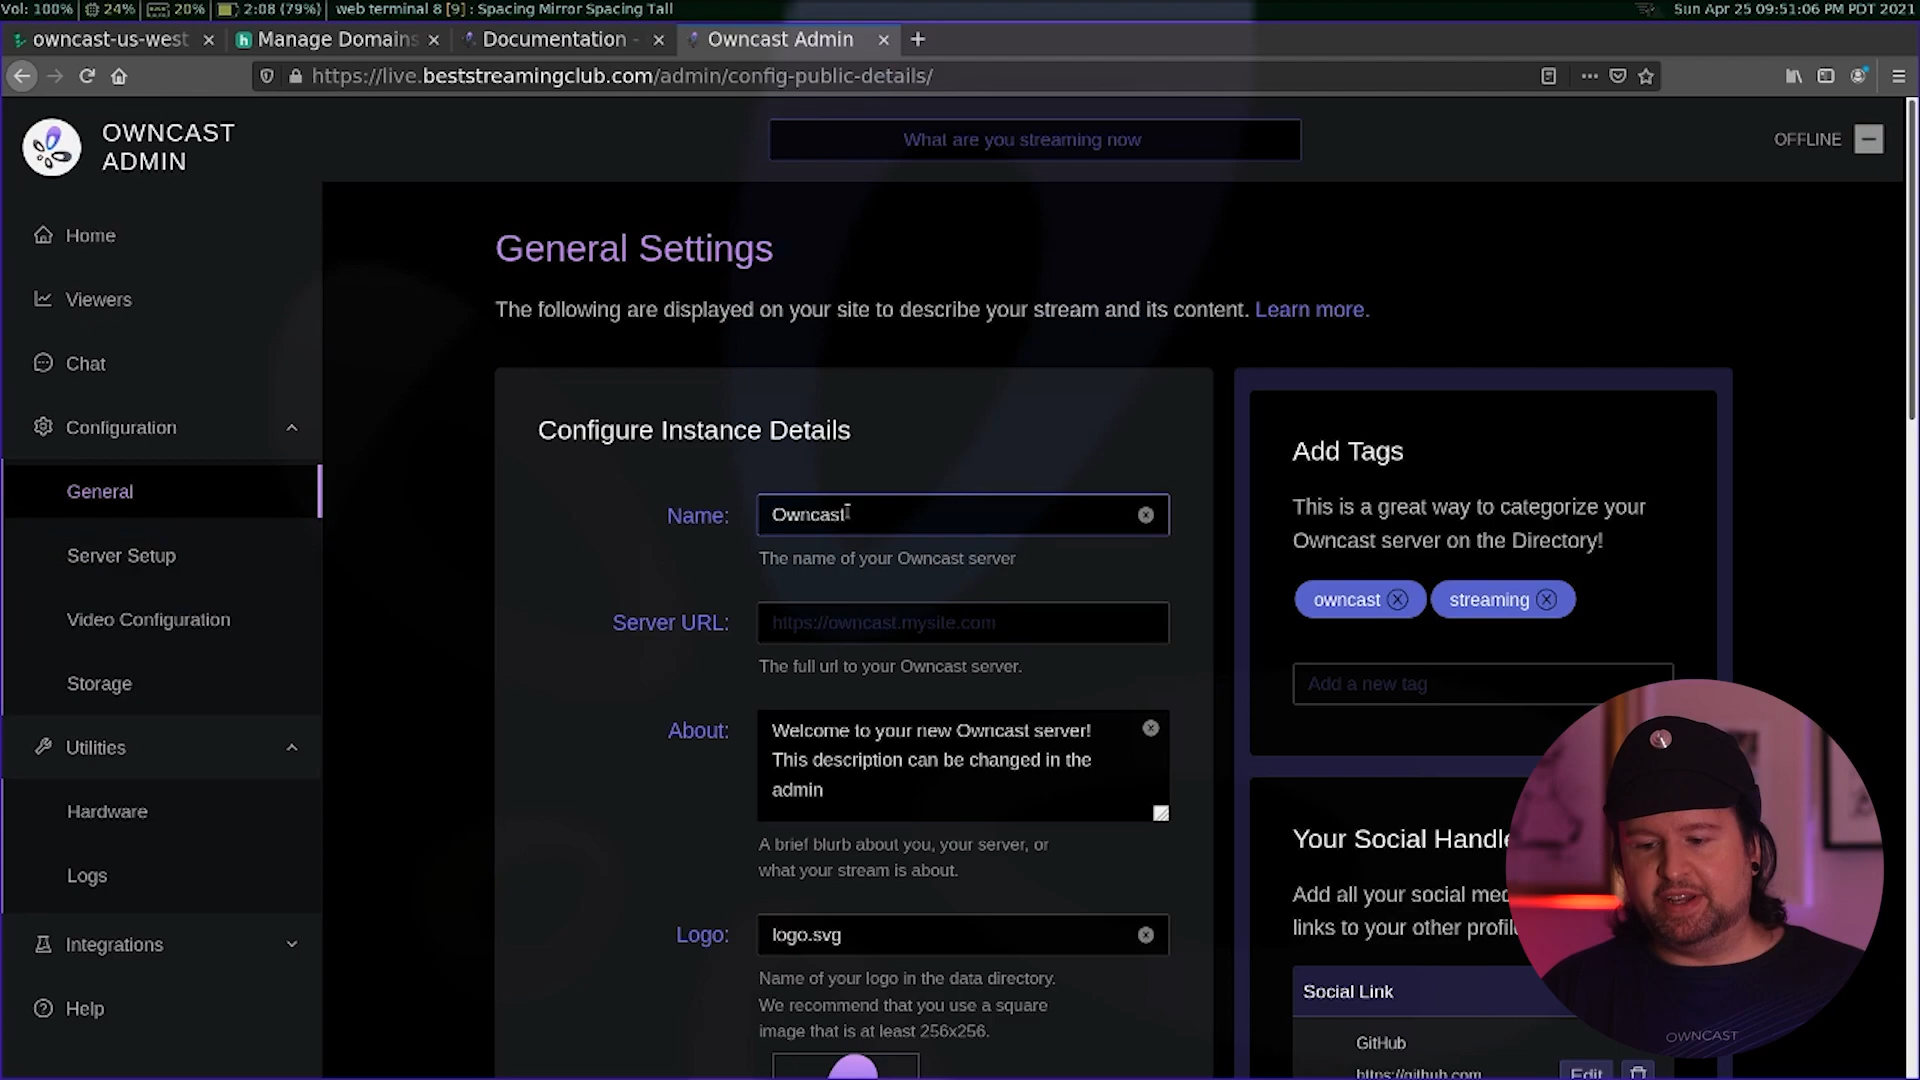 Vol: 100% 24% 20% 2:08 (79%) web terminal 8 [9] : Spacing Mirror Spacing Tall Sun Apr 25 09:51:06 PM PDT 2021
owncast-us-west Manage Domains Documentation - Owncast Admin
https://live.beststreamingclub.com/admin/config-public-details/
OWNCAST
ADMIN
What are you streaming now
OFFLINE
Home
Viewers
Chat
Configuration
General
Server Setup
Video Configuration
Storage
Utilities
Hardware
Logs
Integrations
Help
General Settings
The following are displayed on your site to describe your stream and its content. Learn more.
Configure Instance Details
Name: Owncast
The name of your Owncast server
Server URL: https://owncast.mysite.com
The full url to your Owncast server.
About: Welcome to your new Owncast server!
This description can be changed in the
admin
A brief blurb about you, your server, or
what your stream is about.
Logo: logo.svg
Name of your logo in the data directory.
We recommend that you use a square
image that is at least 256x256.
Add Tags
This is a great way to categorize your
Owncast server on the Directory!
owncast streaming
Add a new tag
Your Social Handle
Add all your social med
links to your other profile
Social Link
GitHub
https://github.com
Edit
OWNCAST